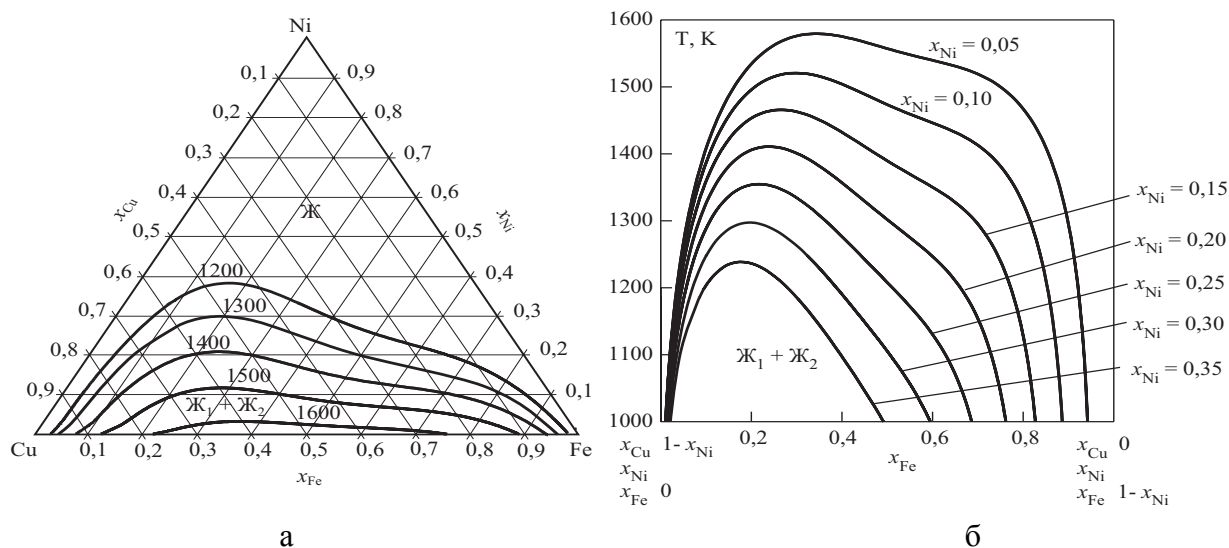 Ni
0,1
0,9
0,2
0,8
0,3
0,7
0,4
0,6
x_Cu
Ж
x_Ni
0,5
0,5
0,6
1200
0,4
0,7
1300
0,3
0,8
1400
0,2
0,9
1500
0,1
Ж₁ + Ж₂
1600
Cu
0,1
0,2
0,3
0,4
0,5
0,6
0,7
0,8
0,9
Fe
x_Fe
а
1600
T, K
x_Ni = 0,05
1500
x_Ni = 0,10
1400
x_Ni = 0,15
1300
x_Ni = 0,20
1200
x_Ni = 0,25
x_Ni = 0,30
1100
Ж₁ + Ж₂
x_Ni = 0,35
1000
x_Cu 1- x_Ni
0,2
0,4
x_Fe
0,6
0,8
x_Cu 0
x_Ni
x_Ni
x_Fe 0
x_Fe 1- x_Ni
б